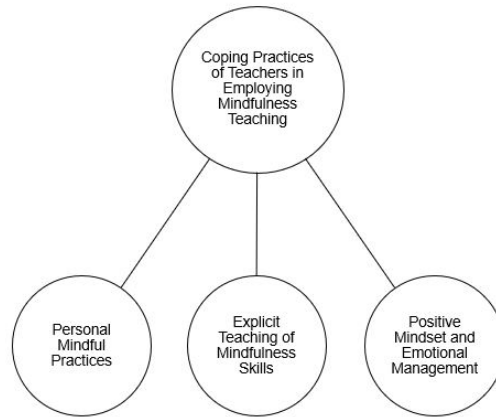 Coping Practices
of Teachers in
Employing
Mindfulness
Teaching
Personal
Mindful
Practices
Explicit
Teaching of
Mindfulness
Skills
Positive
Mindset and
Emotional
Management